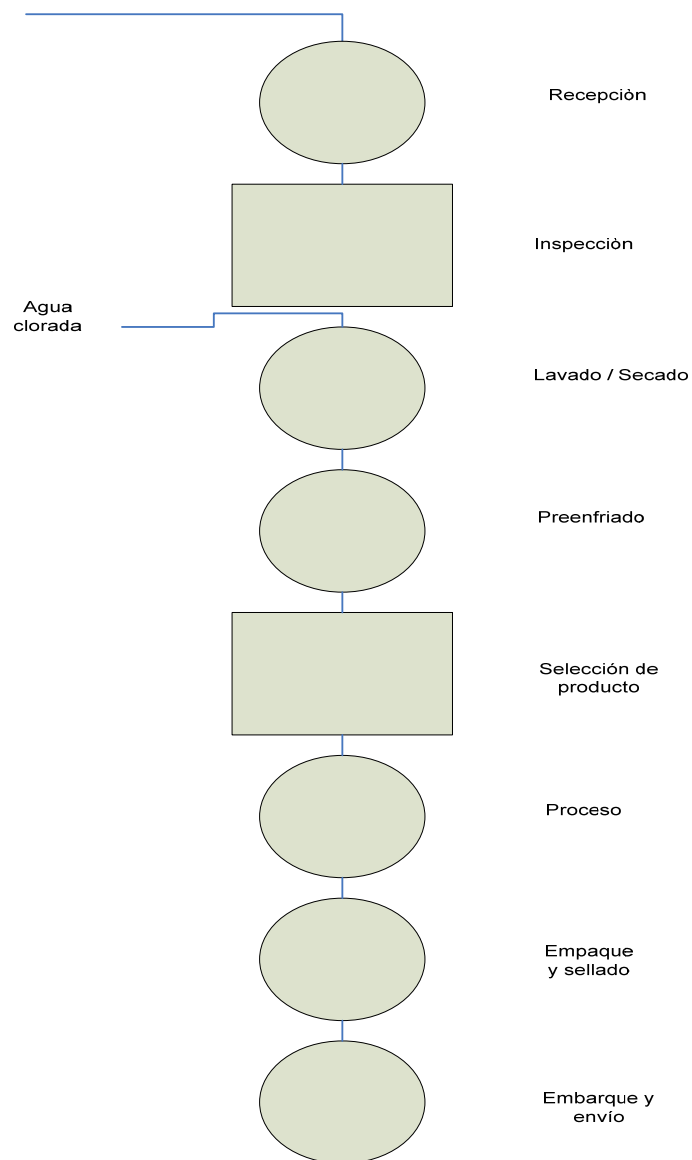 Recepciòn
Inspecciòn
Agua
clorada
Lavado / Secado
Preenfriado
Selección de
producto
Proceso
Empaque
y sellado
Embarque y
envío